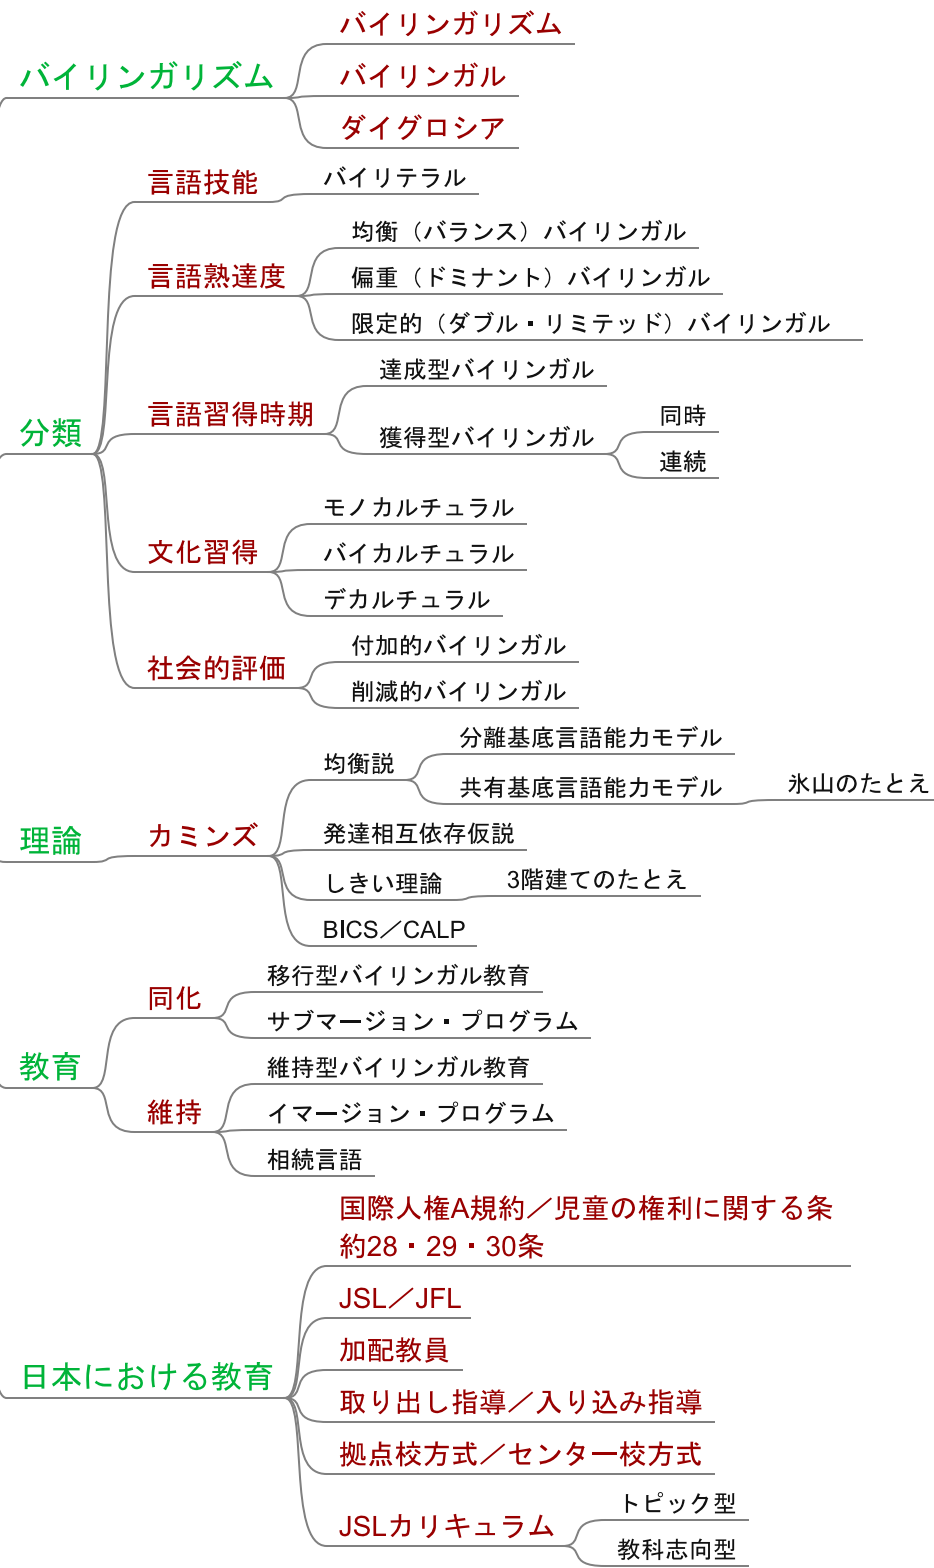 バイリンガリズム
バイリンガリズム
バイリンガル
ダイグロシア
分類
言語技能
バイリテラル
言語熟達度
均衡（バランス）バイリンガル
偏重（ドミナント）バイリンガル
限定的（ダブル・リミテッド）バイリンガル
言語習得時期
達成型バイリンガル
獲得型バイリンガル
同時
連続
文化習得
モノカルチュラル
バイカルチュラル
デカルチュラル
社会的評価
付加的バイリンガル
削減的バイリンガル
理論
カミンズ
均衡説
分離基底言語能力モデル
共有基底言語能力モデル
氷山のたとえ
発達相互依存仮説
しきい理論
3階建てのたとえ
BICS／CALP
教育
同化
移行型バイリンガル教育
サブマージョン・プログラム
維持
維持型バイリンガル教育
イマージョン・プログラム
相続言語
日本における教育
国際人権A規約／児童の権利に関する条
約28・29・30条
JSL／JFL
加配教員
取り出し指導／入り込み指導
拠点校方式／センター校方式
JSLカリキュラム
トピック型
教科志向型